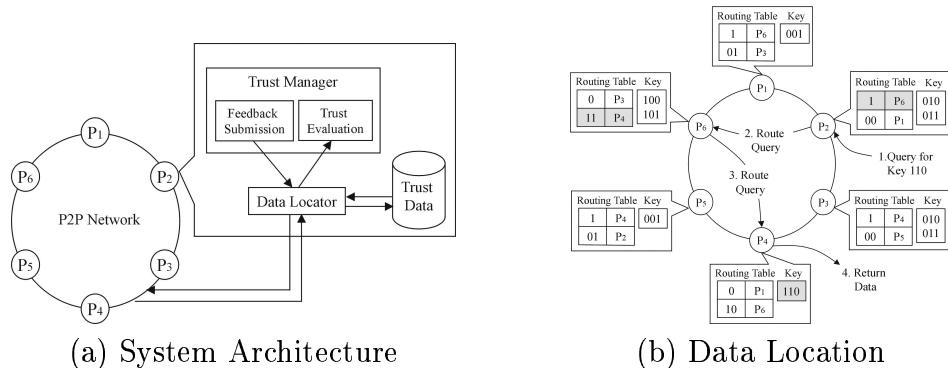 Trust Manager
Feedback Submission
Trust Evaluation
Data Locator
Trust Data
P2P Network
P1
P2
P3
P4
P5
P6
(a) System Architecture
Routing Table Key
1 P6 001
01 P3
P1
Routing Table Key
0 P3 100
11 P4 101
P6
Routing Table Key
1 P6 010
00 P1 011
P2
1.Query for Key 110
2. Route Query
3. Route Query
Routing Table Key
1 P4 001
01 P2
P5
Routing Table Key
1 P4 010
00 P5 011
P3
P4
4. Return Data
Routing Table Key
0 P1 110
10 P6
(b) Data Location